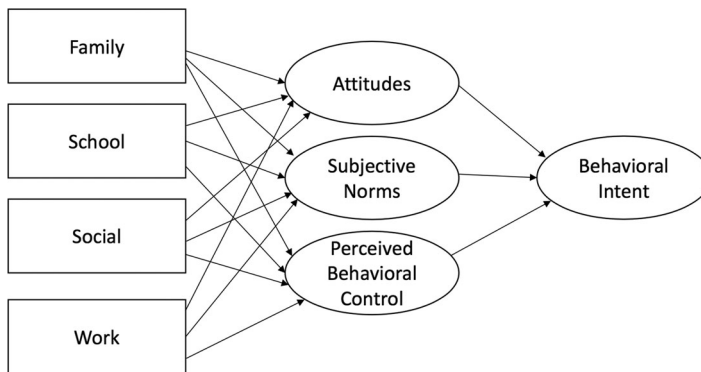 Family
School
Social
Work
Attitudes
Subjective
Norms
Perceived
Behavioral
Control
Behavioral
Intent